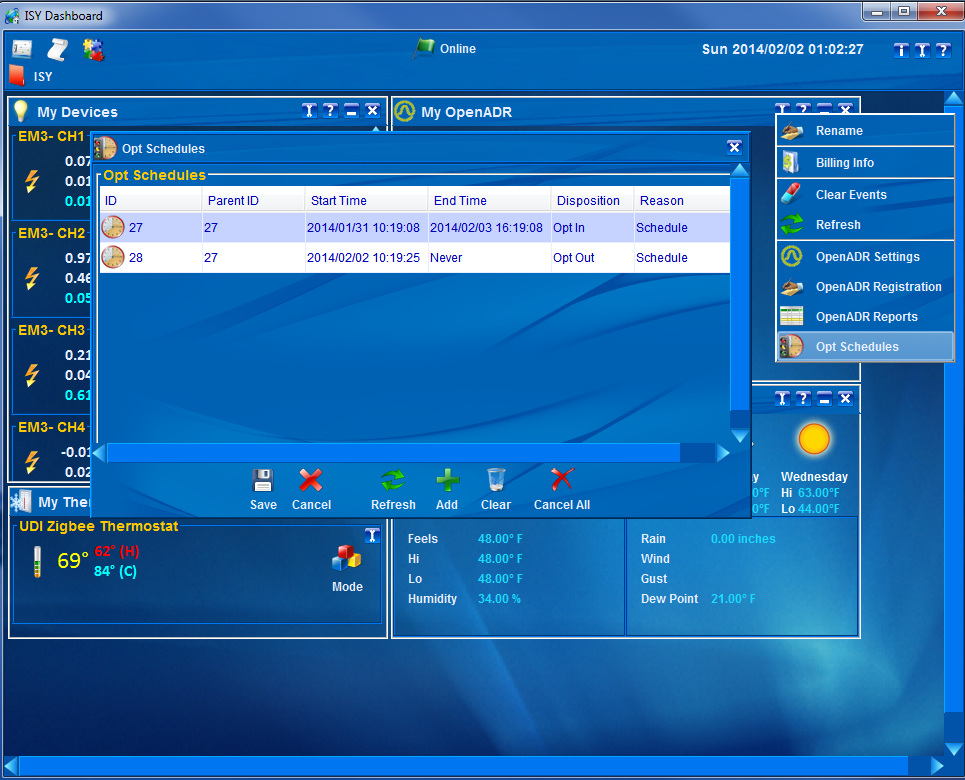 ISY Dashboard
Online
Sun 2014/02/02 01:02:27
ISY
My Devices
My OpenADR
EM3- CH1
0.07
0.01
0.01
EM3- CH2
0.97
0.46
0.05
EM3- CH3
0.21
0.04
0.61
EM3- CH4
-0.01
0.02
Opt Schedules
Opt Schedules
ID Parent ID Start Time End Time Disposition Reason
27 27 2014/01/31 10:19:08 2014/02/03 16:19:08 Opt In Schedule
28 27 2014/02/02 10:19:25 Never Opt Out Schedule
Save Cancel Refresh Add Clear Cancel All
Rename
Billing Info
Clear Events
Refresh
OpenADR Settings
OpenADR Registration
OpenADR Reports
Opt Schedules
y Wednesday
°F Hi 63.00°F
°F Lo 44.00°F
My The
UDI Zigbee Thermostat
69° 62° (H)
84° (C)
Mode
Feels 48.00° F
Hi 48.00° F
Lo 48.00° F
Humidity 34.00 %
Rain 0.00 inches
Wind
Gust
Dew Point 21.00° F